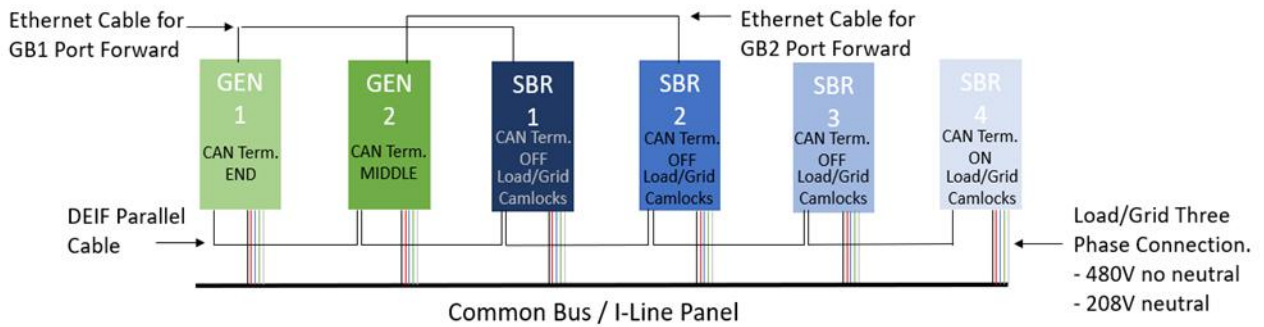 Ethernet Cable for
GB1 Port Forward
Ethernet Cable for
GB2 Port Forward
GEN
1
CAN Term.
END
GEN
2
CAN Term.
MIDDLE
SBR
1
CAN Term.
OFF
Load/Grid
Camlocks
SBR
2
CAN Term.
OFF
Load/Grid
Camlocks
SBR
3
CAN Term.
OFF
Load/Grid
Camlocks
SBR
4
CAN Term.
ON
Load/Grid
Camlocks
DEIF Parallel
Cable
Load/Grid Three
Phase Connection.
- 480V no neutral
- 208V neutral
Common Bus / I-Line Panel